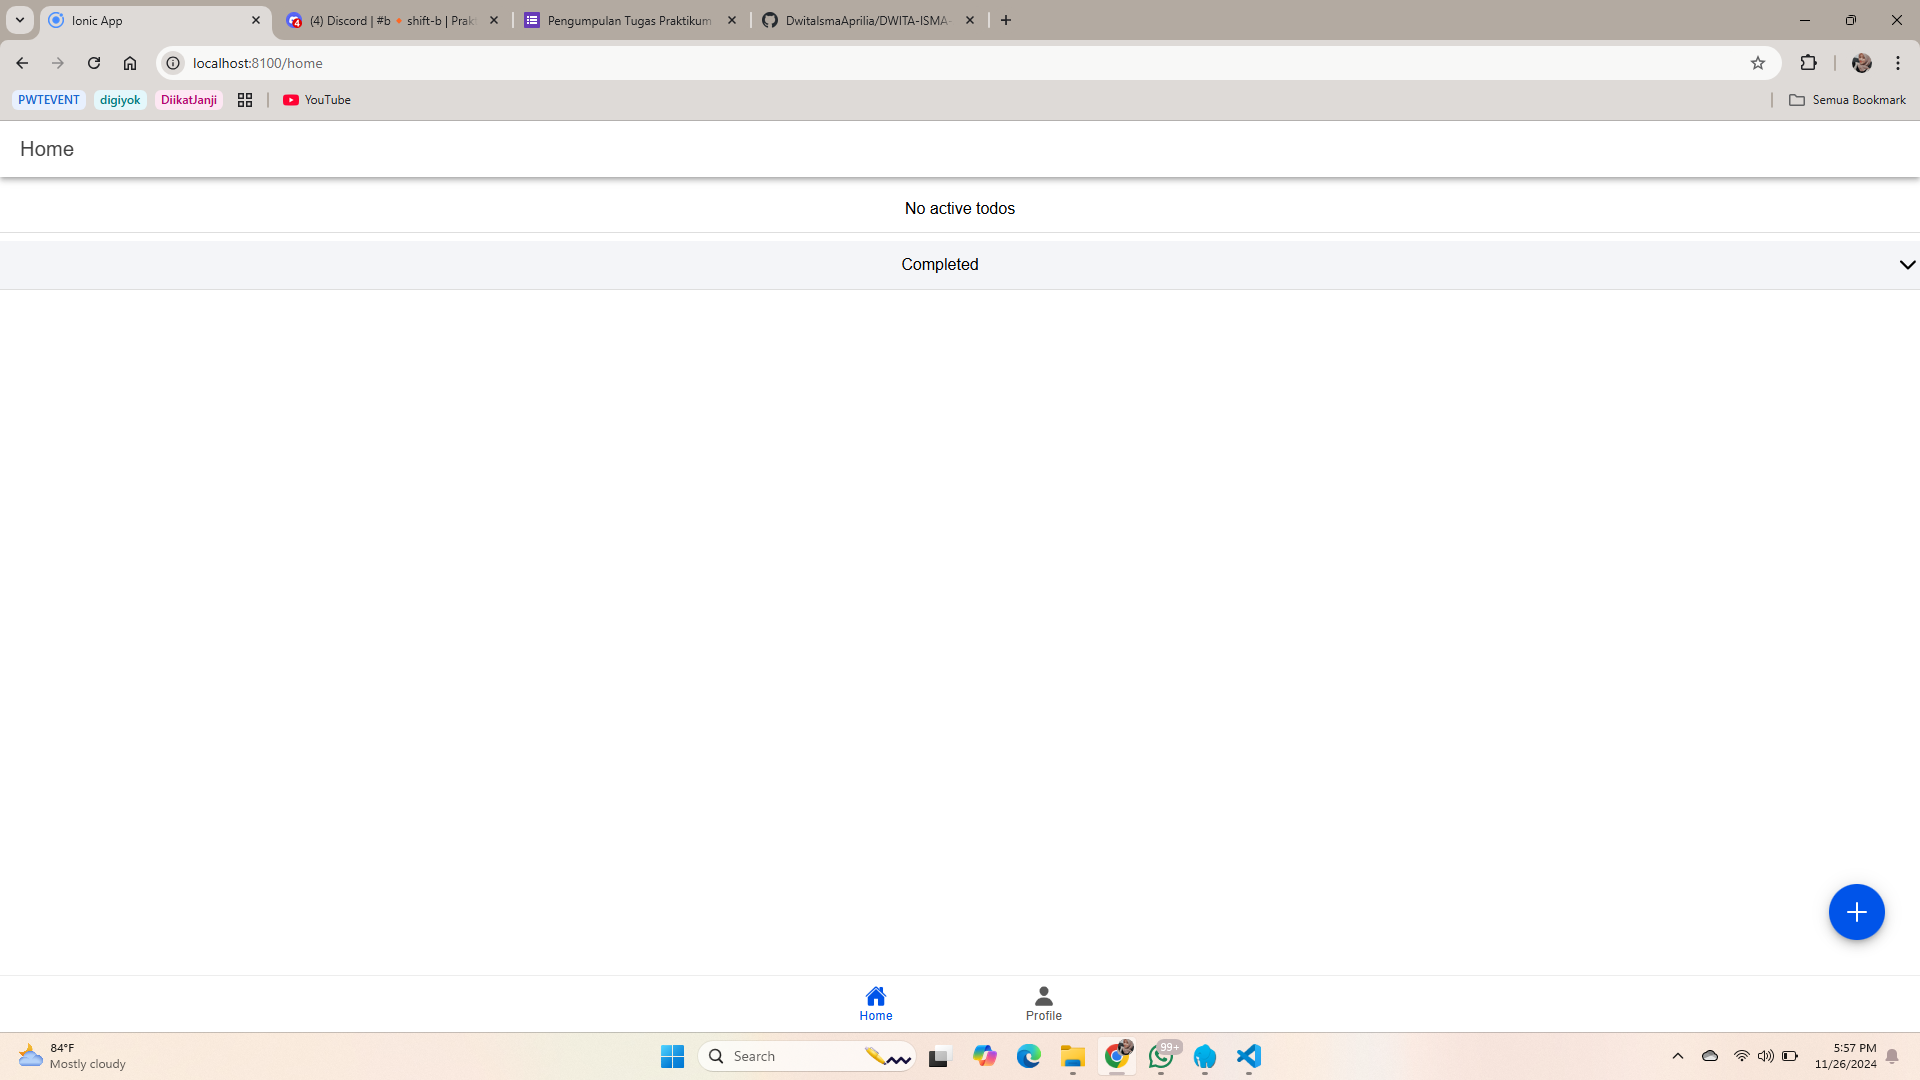 Ionic App
(4) Discord | #b 🔸 shift-b | Prak
Pengumpulan Tugas Praktikum
DwitaIsmaAprilia/DWITA-ISMA-
localhost:8100/home
PWTEVENT
digiyok
DiikatJanji
YouTube
Semua Bookmark
Home
No active todos
Completed
Home
Profile
84°F
Mostly cloudy
Search
99+
5:57 PM
11/26/2024